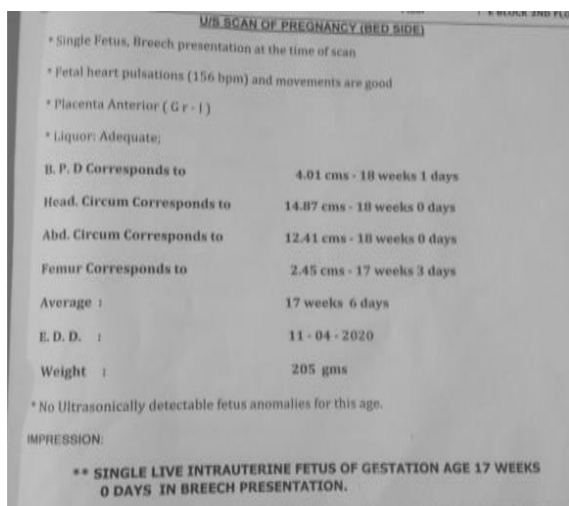 E BLOCK 2ND FLO
U/S SCAN OF PREGNANCY (BED SIDE)
* Single Fetus, Breech presentation at the time of scan
* Fetal heart pulsations (156 bpm) and movements are good
* Placenta Anterior ( G r - I )
* Liquor: Adequate;
B. P. D Corresponds to 4.01 cms - 18 weeks 1 days
Head. Circum Corresponds to 14.87 cms - 18 weeks 0 days
Abd. Circum Corresponds to 12.41 cms - 18 weeks 0 days
Femur Corresponds to 2.45 cms - 17 weeks 3 days
Average : 17 weeks 6 days
E. D. D. : 11 - 04 - 2020
Weight : 205 gms
* No Ultrasonically detectable fetus anomalies for this age.
IMPRESSION:
** SINGLE LIVE INTRAUTERINE FETUS OF GESTATION AGE 17 WEEKS
0 DAYS IN BREECH PRESENTATION.